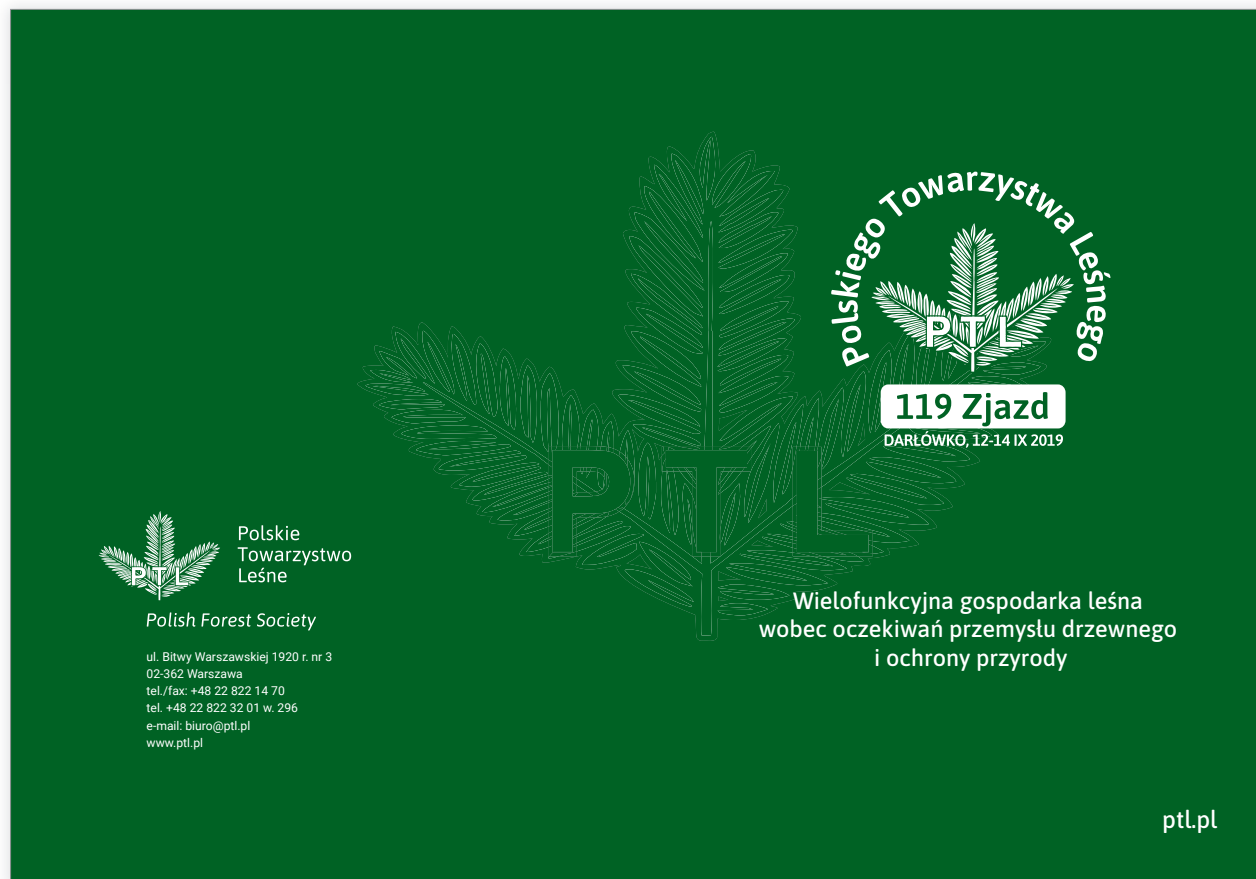 Polskiego Towarzystwa Leśnego
PTL
119 Zjazd
DARŁÓWKO, 12-14 IX 2019
PTL
Wielofunkcyjna gospodarka leśna
wobec oczekiwań przemysłu drzewnego
i ochrony przyrody
ptl.pl
PTL
Polskie
Towarzystwo
Leśne
Polish Forest Society
ul. Bitwy Warszawskiej 1920 r. nr 3
02-362 Warszawa
tel./fax: +48 22 822 14 70
tel. +48 22 822 32 01 w. 296
e-mail: biuro@ptl.pl
www.ptl.pl